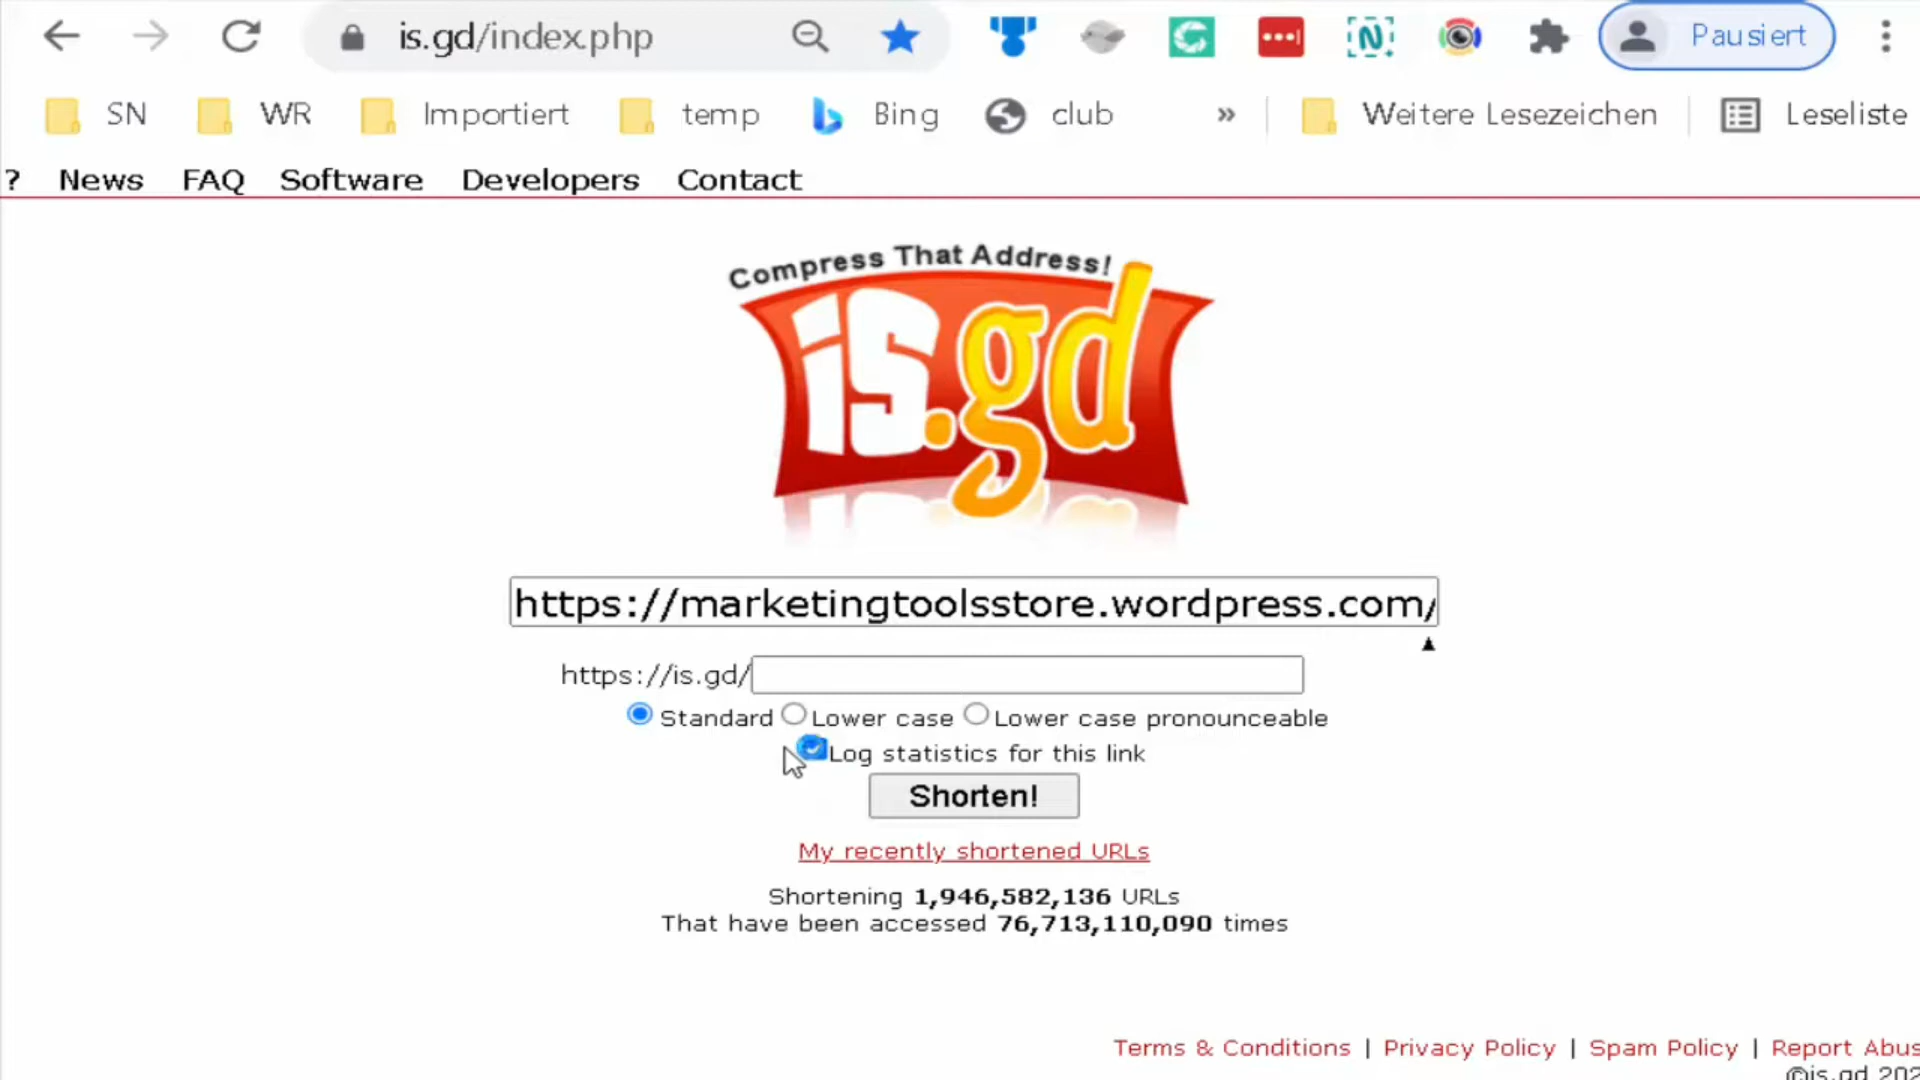 is.gd/index.php
Pausiert
SN WR Importiert temp Bing club » Weitere Lesezeichen Leseliste
? News FAQ Software Developers Contact
Compress That Address!
is.gd
https://marketingtoolsstore.wordpress.com/
https://is.gd/
Standard Lower case Lower case pronounceable
Log statistics for this link
Shorten!
My recently shortened URLs
Shortening 1,946,582,136 URLs
That have been accessed 76,713,110,090 times
Terms & Conditions | Privacy Policy | Spam Policy | Report Abus
©is.gd 202